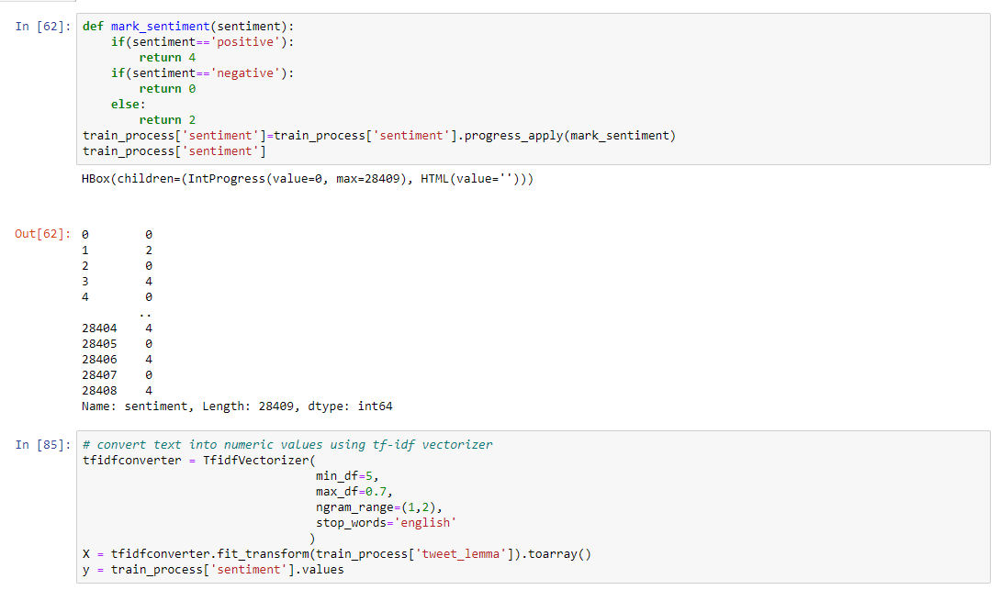 In [62]: def mark_sentiment(sentiment):
    if(sentiment=='positive'):
        return 4
    if(sentiment=='negative'):
        return 0
    else:
        return 2
train_process['sentiment']=train_process['sentiment'].progress_apply(mark_sentiment)
train_process['sentiment']
HBox(children=(IntProgress(value=0, max=28409), HTML(value='')))
Out[62]: 0        0
1        2
2        0
3        4
4        0
        ..
28404    4
28405    0
28406    4
28407    0
28408    4
Name: sentiment, Length: 28409, dtype: int64
In [85]: # convert text into numeric values using tf-idf vectorizer
tfidfconverter = TfidfVectorizer(
                                 min_df=5,
                                 max_df=0.7,
                                 ngram_range=(1,2),
                                 stop_words='english'
                                )
X = tfidfconverter.fit_transform(train_process['tweet_lemma']).toarray()
y = train_process['sentiment'].values